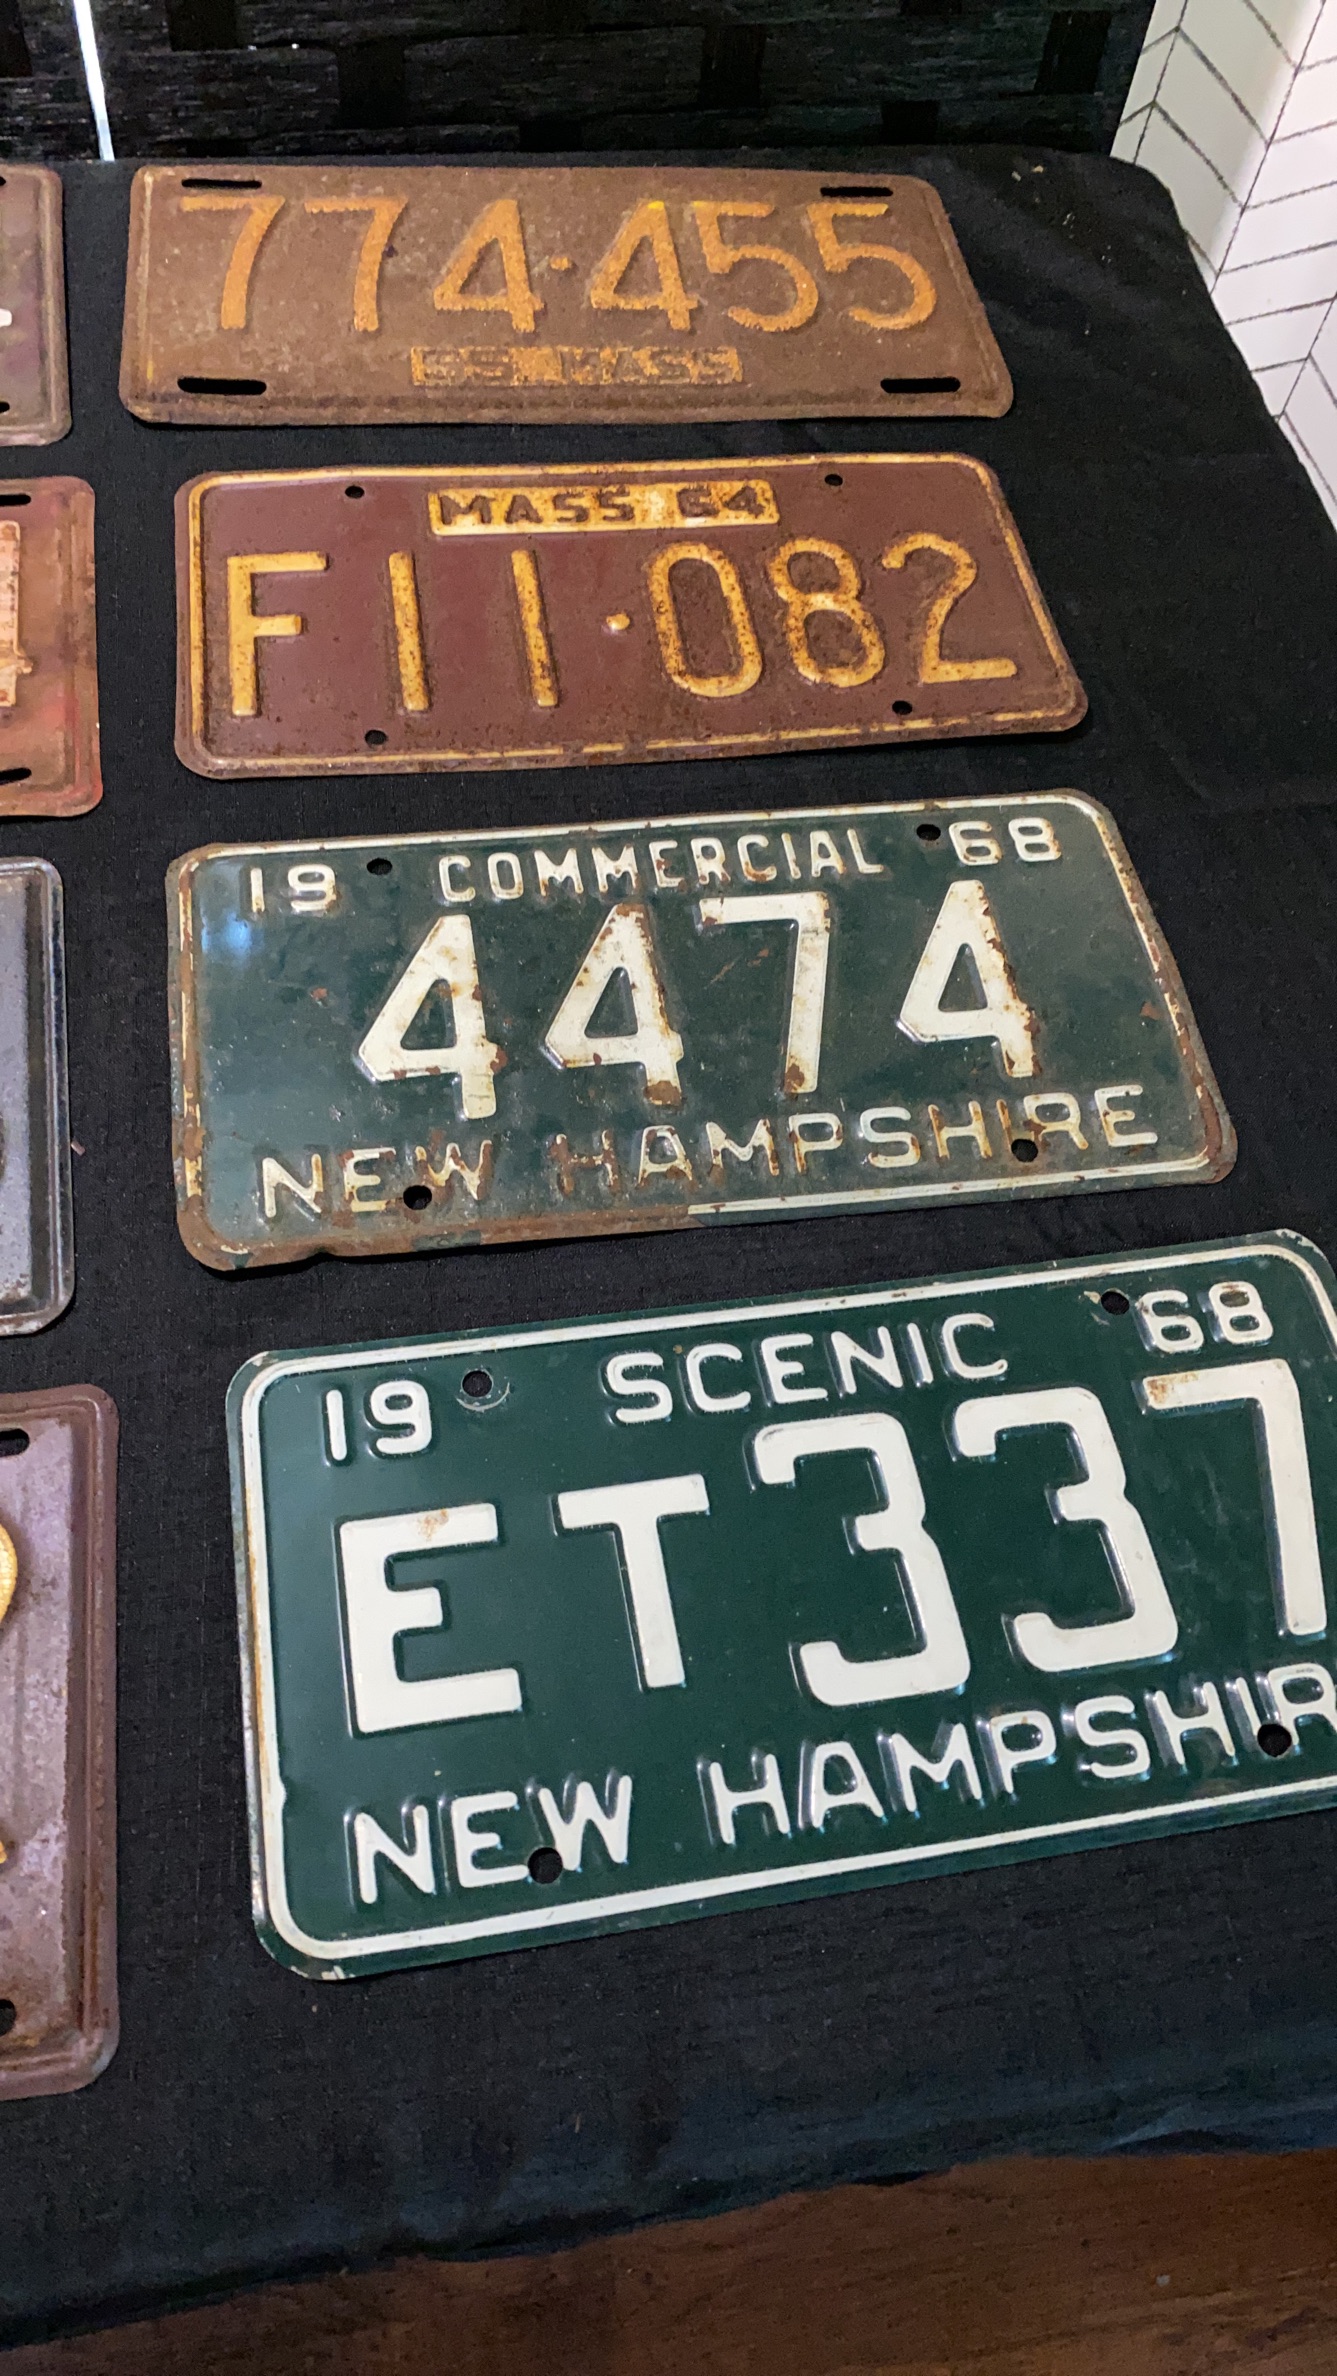 774·455
55 MASS
MASS 64
F11·082
19 COMMERCIAL 68
4474
NEW HAMPSHIRE
19 SCENIC 68
ET337
NEW HAMPSHIR